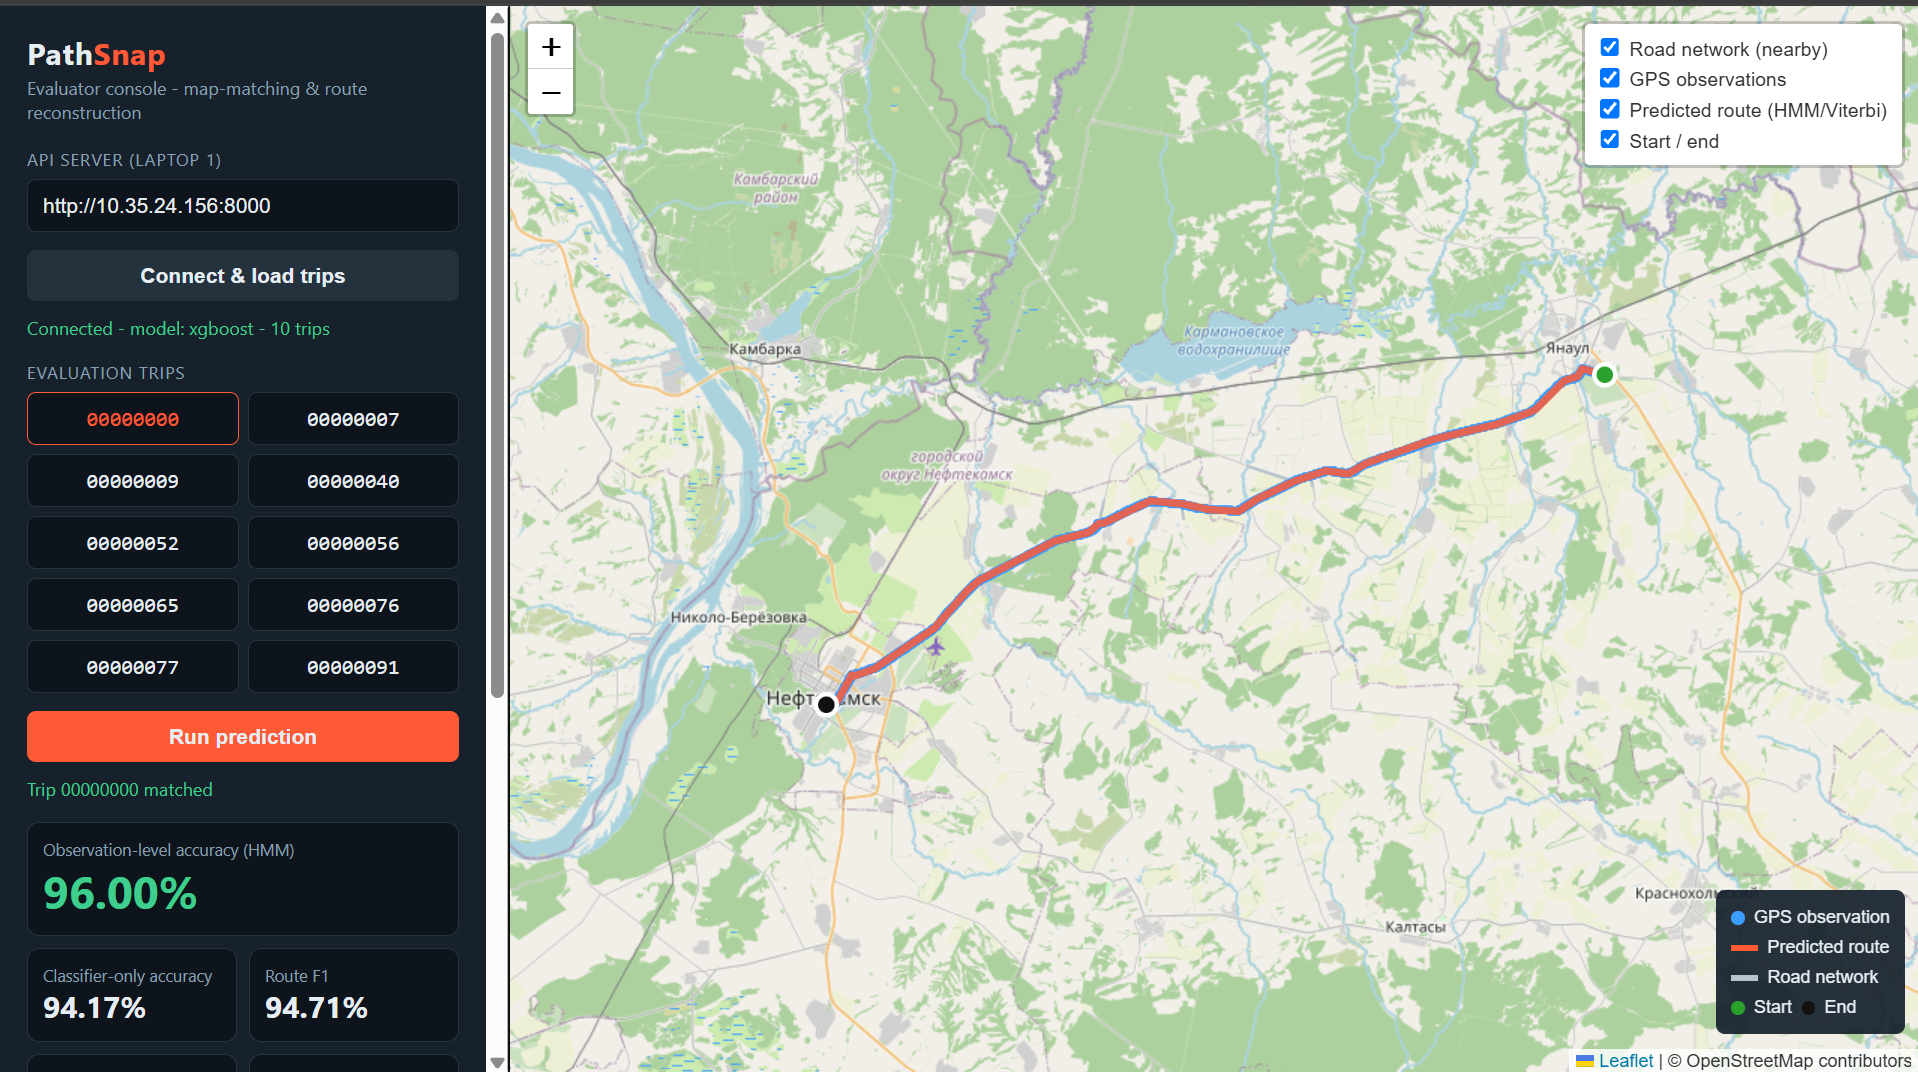 PathSnap
Evaluator console - map-matching & route
reconstruction
API SERVER (LAPTOP 1)
http://10.35.24.156:8000
Connect & load trips
Connected - model: xgboost - 10 trips
EVALUATION TRIPS
00000000
00000007
00000009
00000040
00000052
00000056
00000065
00000076
00000077
00000091
Run prediction
Trip 00000000 matched
Observation-level accuracy (HMM)
96.00%
Classifier-only accuracy
94.17%
Route F1
94.71%
+
−
Road network (nearby)
GPS observations
Predicted route (HMM/Viterbi)
Start / end
Камбарский
район
Камбарка
Кармановское
водохранилище
Янаул
городской
округ Нефтекамск
Николо-Берёзовка
Нефт мск
Калтасы
Краснохолмский
GPS observation
Predicted route
Road network
Start
End
Leaflet | © OpenStreetMap contributors